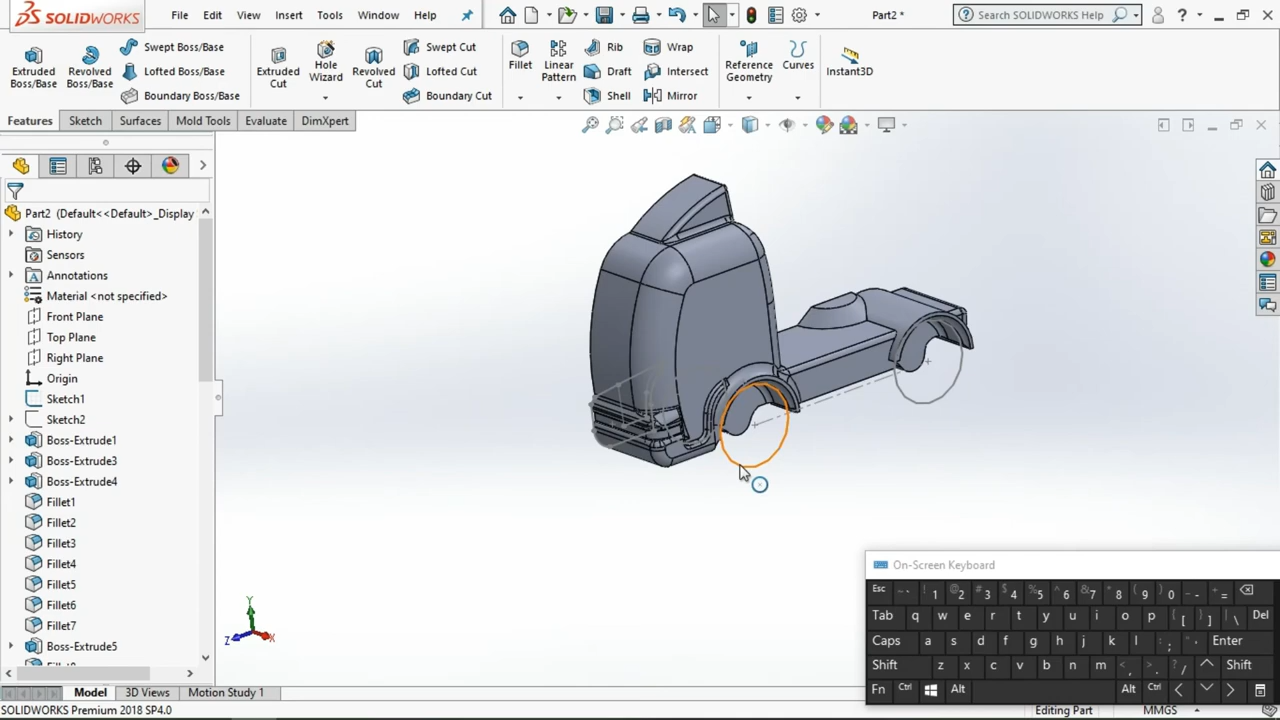 SOLIDWORKS File Edit View Insert Tools Window Help Part2 * Search SOLIDWORKS Help ?
Extruded Boss/Base
Revolved Boss/Base
Swept Boss/Base
Lofted Boss/Base
Boundary Boss/Base
Extruded Cut
Hole Wizard
Revolved Cut
Swept Cut
Lofted Cut
Boundary Cut
Fillet
Linear Pattern
Rib
Draft
Shell
Wrap
Intersect
Mirror
Reference Geometry
Curves
Instant3D
Features Sketch Surfaces Mold Tools Evaluate DimXpert
Part2 (Default<<Default>_Display
History
Sensors
Annotations
Material <not specified>
Front Plane
Top Plane
Right Plane
Origin
Sketch1
Sketch2
Boss-Extrude1
Boss-Extrude3
Boss-Extrude4
Fillet1
Fillet2
Fillet3
Fillet4
Fillet5
Fillet6
Fillet7
Boss-Extrude5
Y
Z X
On-Screen Keyboard
Esc ~ ` ! 1 @ 2 # 3 $ 4 % 5 ^ 6 & 7 * 8 ( 9 ) 0 _ - + =
Tab q w e r t y u i o p { [ } ] | \ Del
Caps a s d f g h j k l : ; " ' Enter
Shift z x c v b n m < , > . ? / Shift
Fn Ctrl Alt Alt Ctrl
Model 3D Views Motion Study 1
SOLIDWORKS Premium 2018 SP4.0 Editing Part MMGS